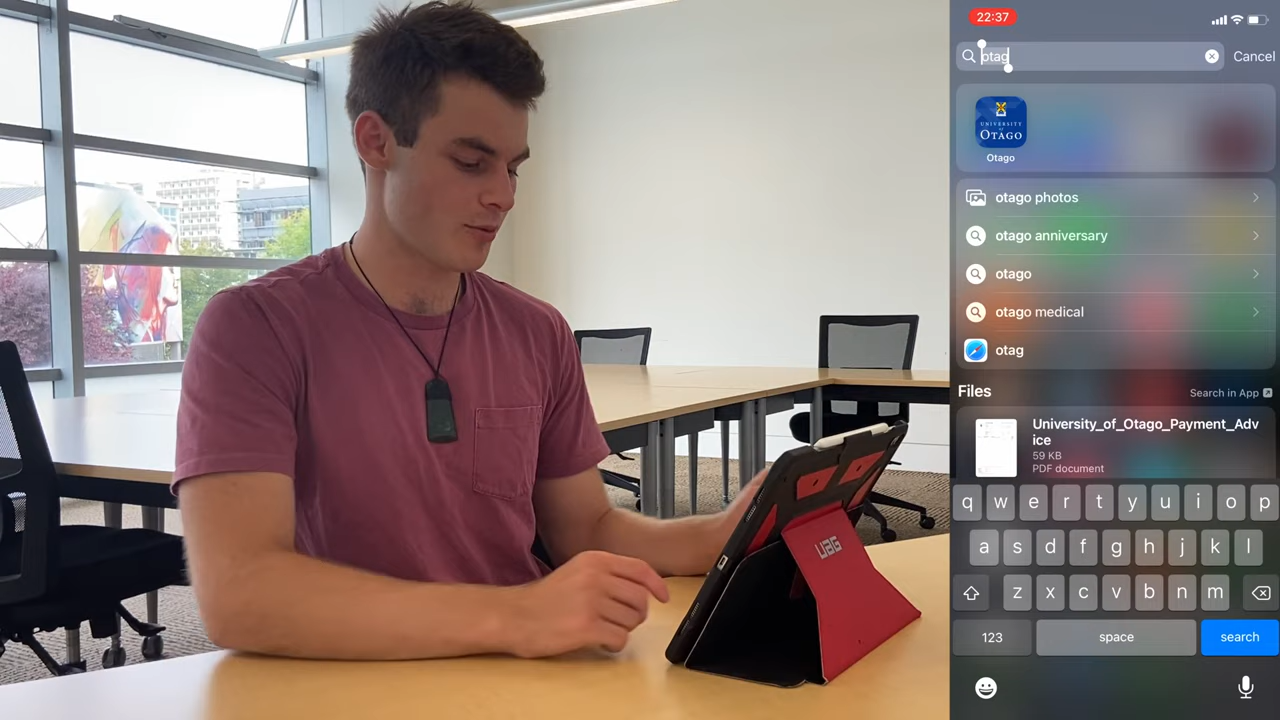 22:37
otag
Cancel
UNIVERSITY
of
OTAGO
Otago
otago photos
otago anniversary
otago
otago medical
otag
Files
Search in App
University_of_Otago_Payment_Adv
ice
59 KB
PDF document
q w e r t y u i o p
a s d f g h j k l
z x c v b n m
123
space
search
UAG